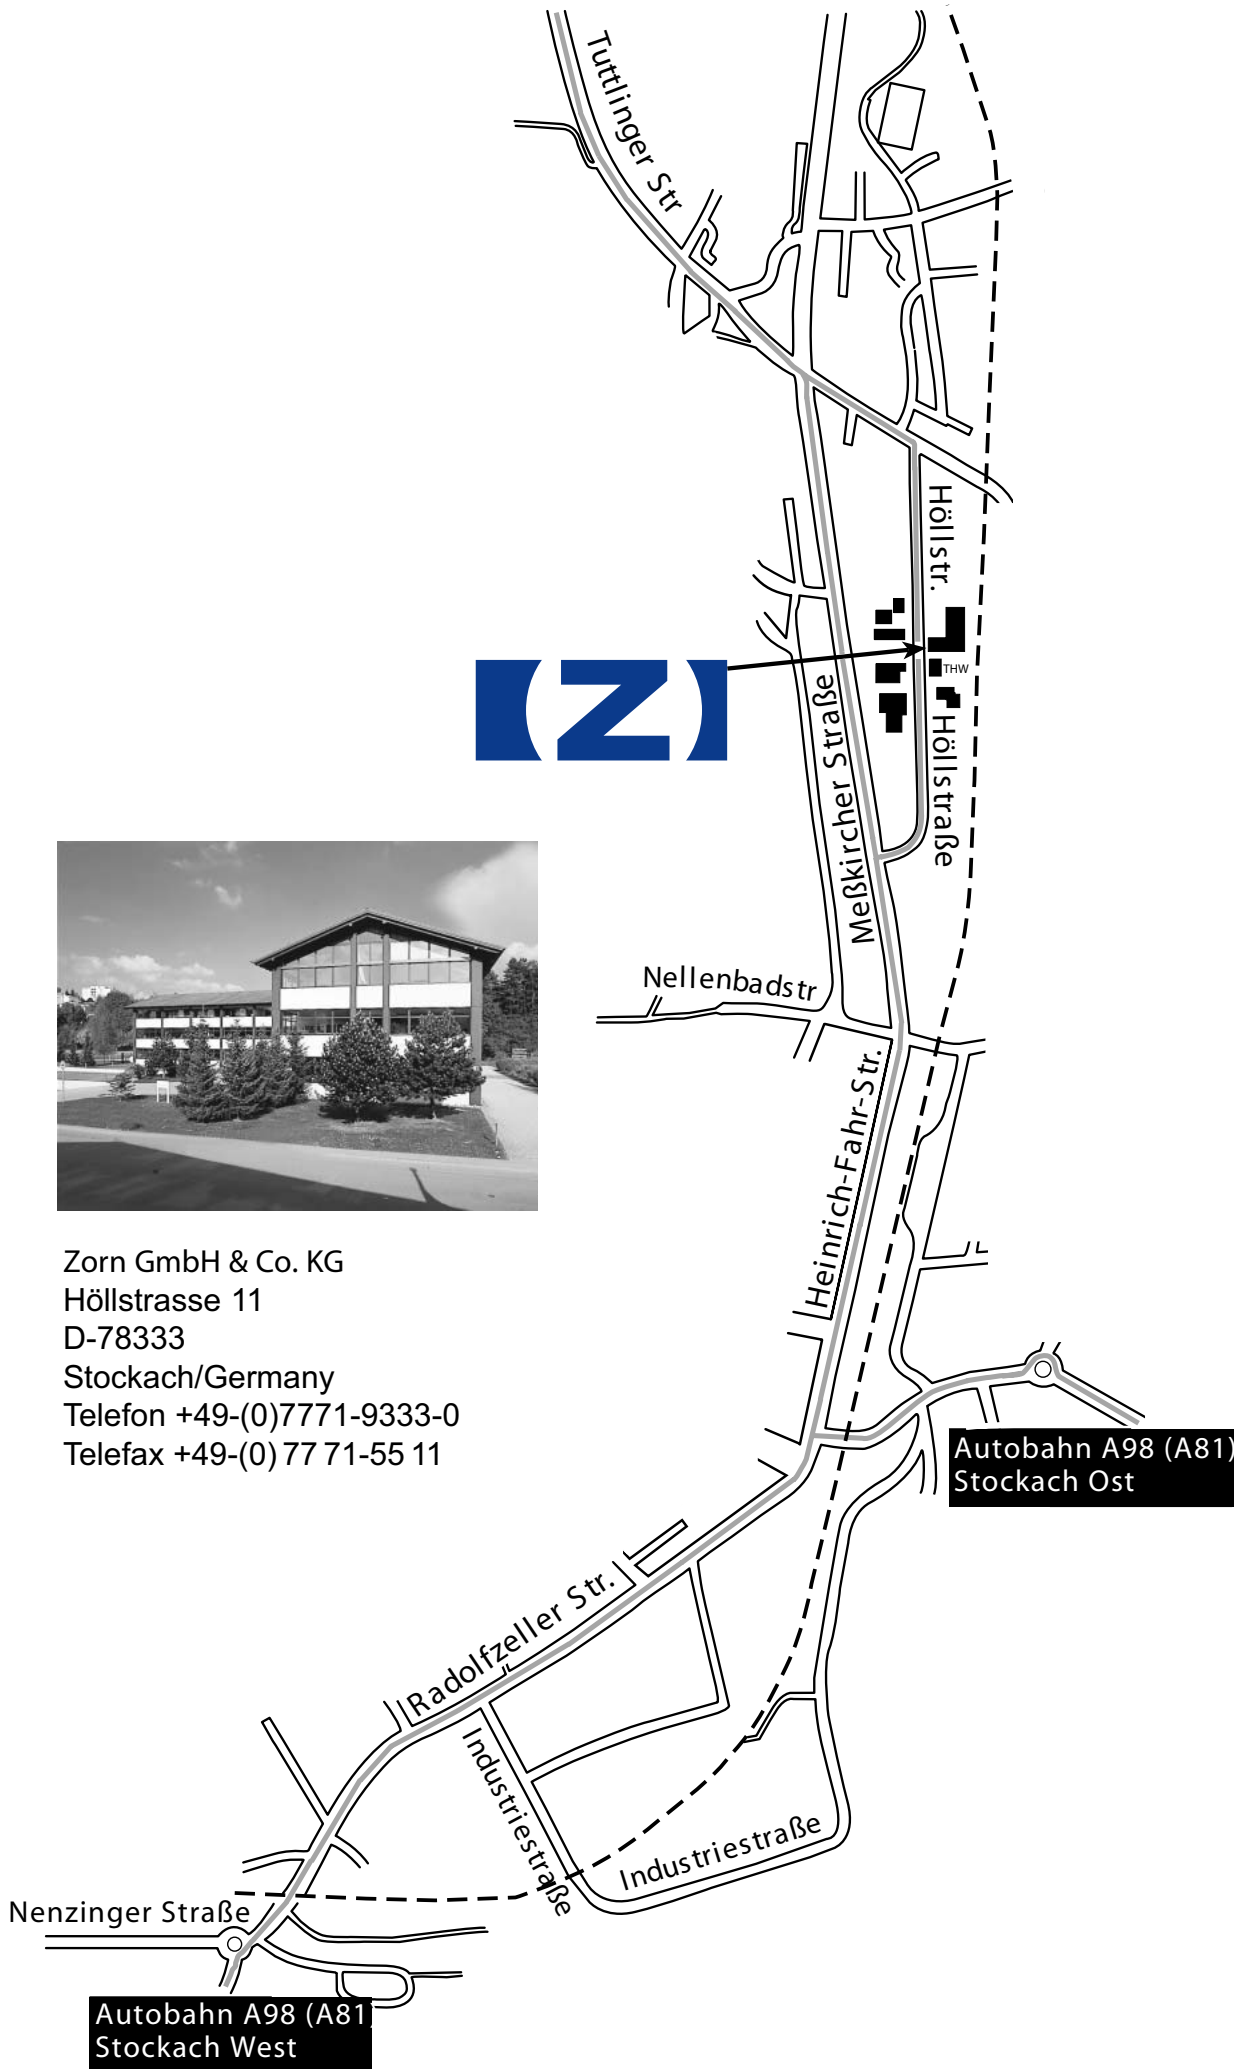 Tuttlinger Str
Höllstr.
THW
(Z)
Höllstraße
Meßkircher Straße
Nellenbadstr
Heinrich-Fahr-Str.
Zorn GmbH & Co. KG
Höllstrasse 11
D-78333
Stockach/Germany
Telefon +49-(0)7771-9333-0
Telefax +49-(0) 77 71-55 11
Autobahn A98 (A81)
Stockach Ost
Radolfzeller Str.
Industriestraße
Industriestraße
Nenzinger Straße
Autobahn A98 (A81
Stockach West